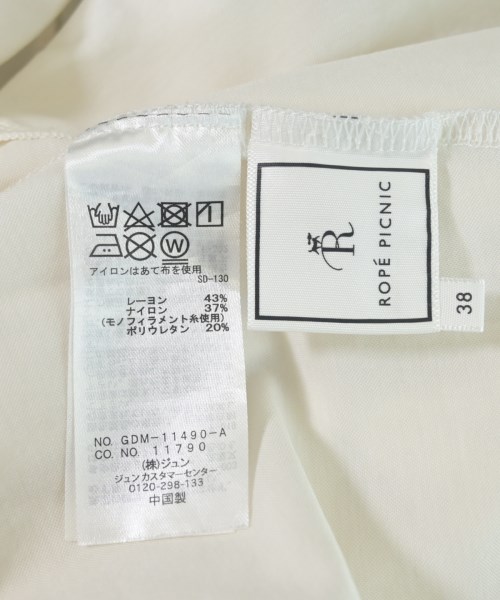 アイロンはあて布を使用
SD-130
レーヨン 43%
ナイロン 37%
(モノフィラメント糸使用)
ポリウレタン 20%
NO. GDM-11490-A
CO. NO. 11790
(株)ジュン
ジュンカスタマーセンター
0120-298-133
中国製
R
ROPÉ PICNIC
38